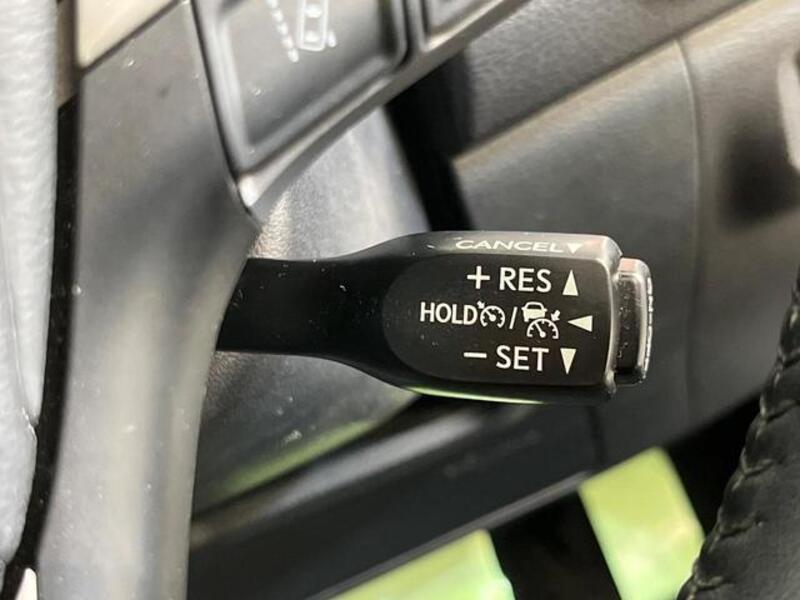 CANCEL▼
+ RES ▲
HOLD / ◀
− SET ▼